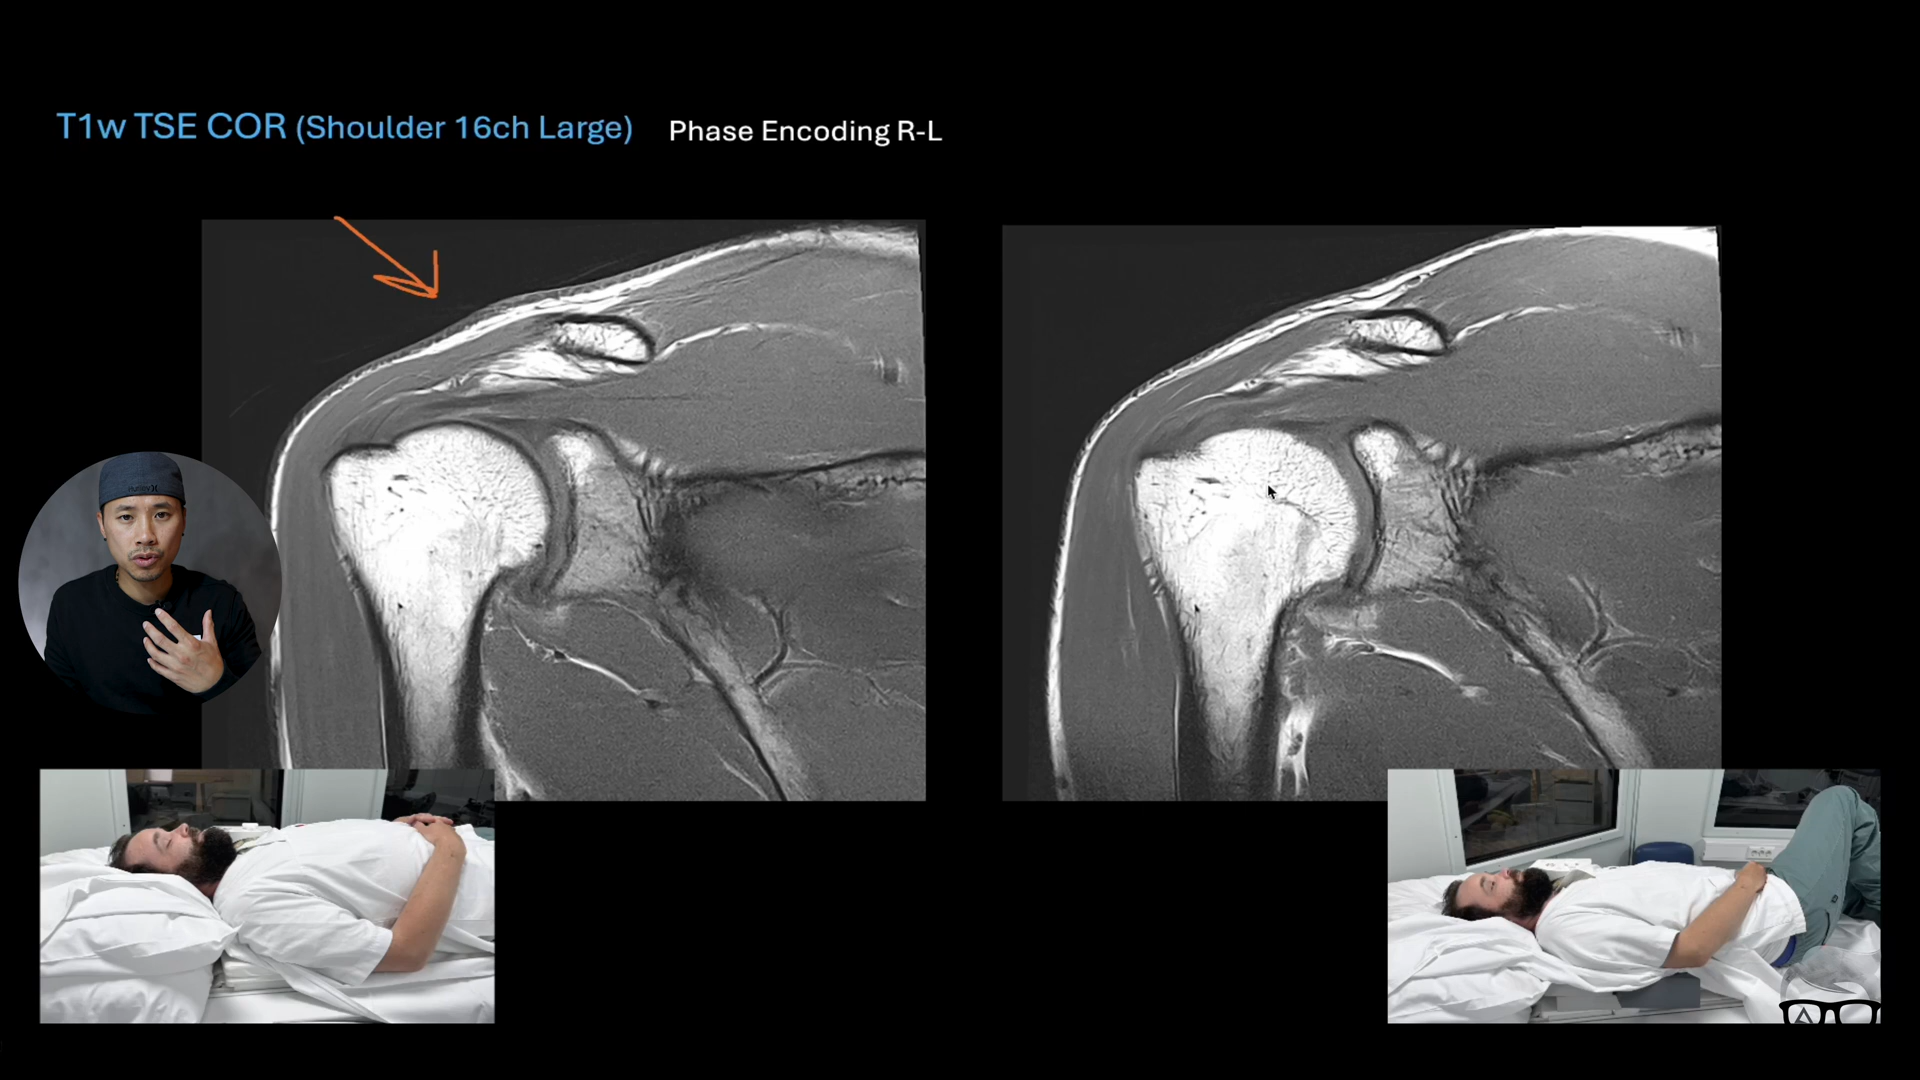 T1w TSE COR (Shoulder 16ch Large)
Phase Encoding R-L